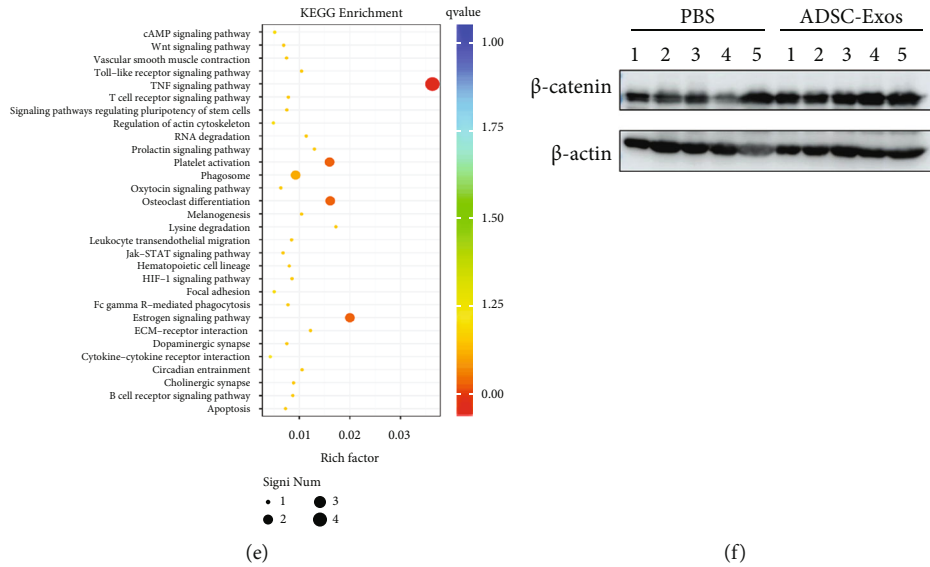 KEGG Enrichment
qvalue
cAMP signaling pathway
Wnt signaling pathway
Vascular smooth muscle contraction
Toll−like receptor signaling pathway
TNF signaling pathway
T cell receptor signaling pathway
Signaling pathways regulating pluripotency of stem cells
Regulation of actin cytoskeleton
RNA degradation
Prolactin signaling pathway
Platelet activation
Phagosome
Oxytocin signaling pathway
Osteoclast differentiation
Melanogenesis
Lysine degradation
Leukocyte transendothelial migration
Jak−STAT signaling pathway
Hematopoietic cell lineage
HIF−1 signaling pathway
Focal adhesion
Fc gamma R−mediated phagocytosis
Estrogen signaling pathway
ECM−receptor interaction
Dopaminergic synapse
Cytokine−cytokine receptor interaction
Circadian entrainment
Cholinergic synapse
B cell receptor signaling pathway
Apoptosis
0.01 0.02 0.03
Rich factor
1.00
1.75
1.50
1.25
0.00
Signi Num
1 3
2 4
(e)
PBS ADSC-Exos
1 2 3 4 5 1 2 3 4 5
β-catenin
β-actin
(f)